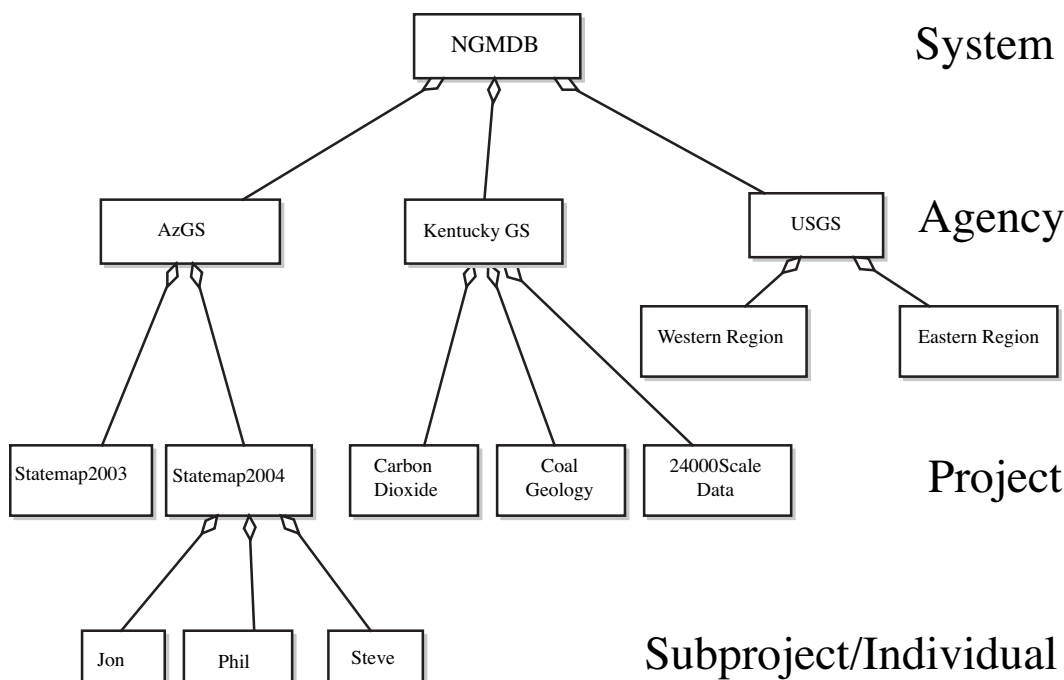 NGMDB
System
AzGS
Kentucky GS
USGS
Agency
Western Region
Eastern Region
Statemap2003
Statemap2004
Carbon
Dioxide
Coal
Geology
24000Scale
Data
Project
Jon
Phil
Steve
Subproject/Individual